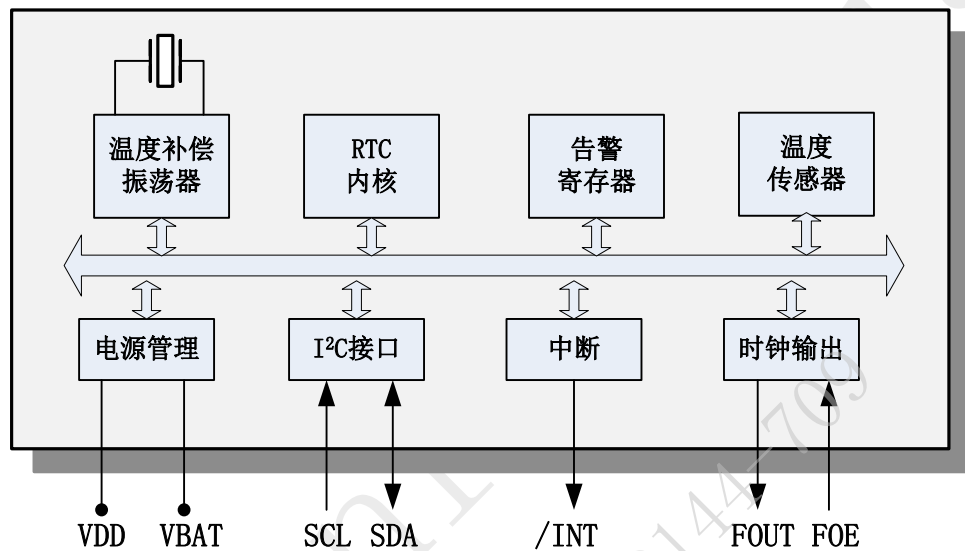 温度补偿
振荡器
RTC
内核
告警
寄存器
温度
传感器
电源管理
I²C接口
中断
时钟输出
VDD
VBAT
SCL
SDA
/INT
FOUT
FOE
144-709